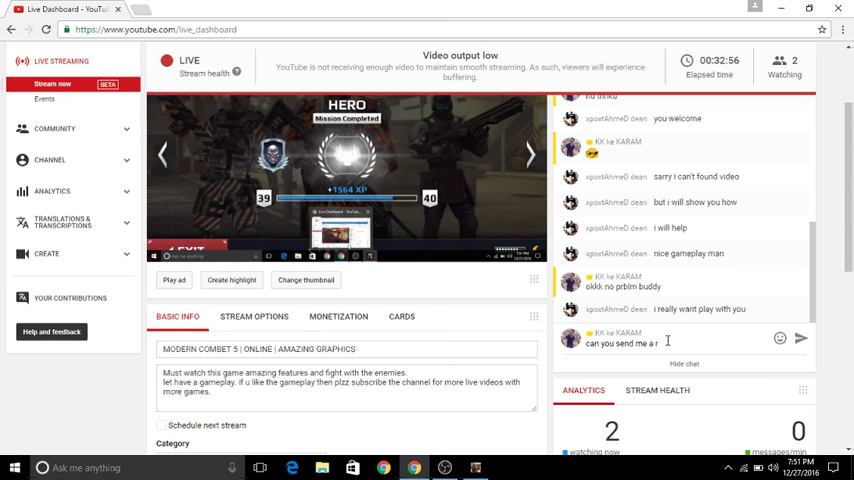 Live Dashboard - YouTu
https://www.youtube.com/live_dashboard
LIVE STREAMING
Stream now BETA
Events
COMMUNITY
CHANNEL
ANALYTICS
TRANSLATIONS &
TRANSCRIPTIONS
CREATE
YOUR CONTRIBUTIONS
Help and feedback
LIVE
Stream health
Video output low
YouTube is not receiving enough video to maintain smooth streaming. As such, viewers will experience
buffering.
00:32:56
Elapsed time
2
Watching
HERO
Mission Completed
39
+1564 XP
40
Play ad
Create highlight
Change thumbnail
BASIC INFO
STREAM OPTIONS
MONETIZATION
CARDS
MODERN COMBET 5 | ONLINE | AMAZING GRAPHICS
Must watch this game amazing features and fight with the enemies.
let have a gameplay. if u like the gameplay then plzz subscribe the channel for more live videos with
more games.
Schedule next stream
Category
xpoxtAhmeD dean you welcome
KK ke KARAM
xpoxtAhmeD dean sarry i can't found video
xpoxtAhmeD dean but i will show you how
xpoxtAhmeD dean i will help
xpoxtAhmeD dean nice gameplay man
KK ke KARAM
okkk no prblm buddy
xpoxtAhmeD dean i really want play with you
KK ke KARAM
can you send me a r
Hide chat
ANALYTICS
STREAM HEALTH
2
0
watching now
messages/min
Ask me anything
7:51 PM
12/27/2016